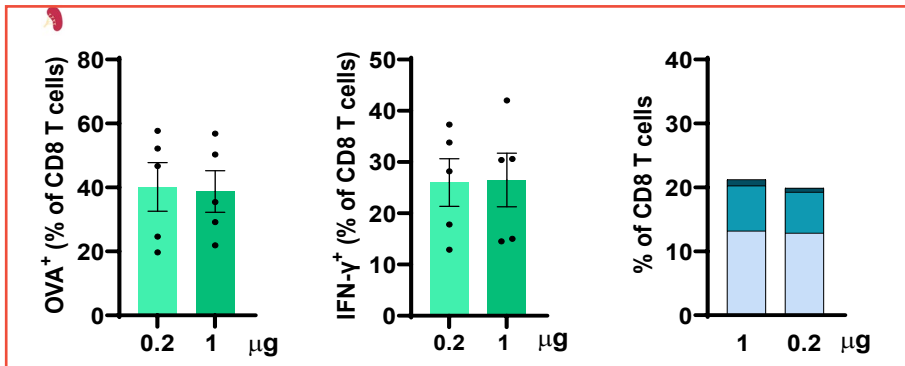 OVA⁺ (% of CD8 T cells)
80
60
40
20
0
0.2 1 μg
IFN-γ⁺ (% of CD8 T cells)
50
40
30
20
10
0
0.2 1 μg
% of CD8 T cells
40
30
20
10
0
1 0.2 μg